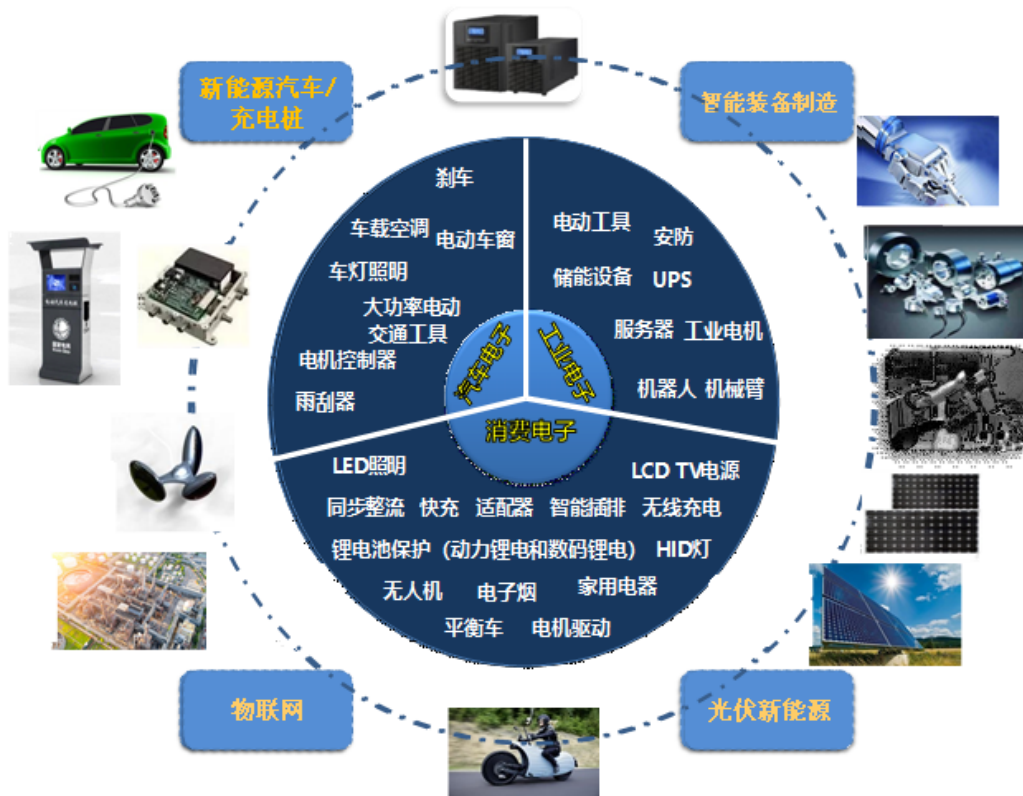 新能源汽车/
充电桩
智能装备制造
刹车
车载空调
电动车窗
车灯照明
大功率电动
交通工具
电机控制器
雨刮器
汽车电子
电动工具
安防
储能设备
UPS
服务器
工业电机
机器人
机械臂
工业电子
消费电子
LED照明
LCD TV电源
同步整流
快充
适配器
智能插排
无线充电
锂电池保护（动力锂电和数码锂电）
HID灯
无人机
电子烟
家用电器
平衡车
电机驱动
物联网
光伏新能源